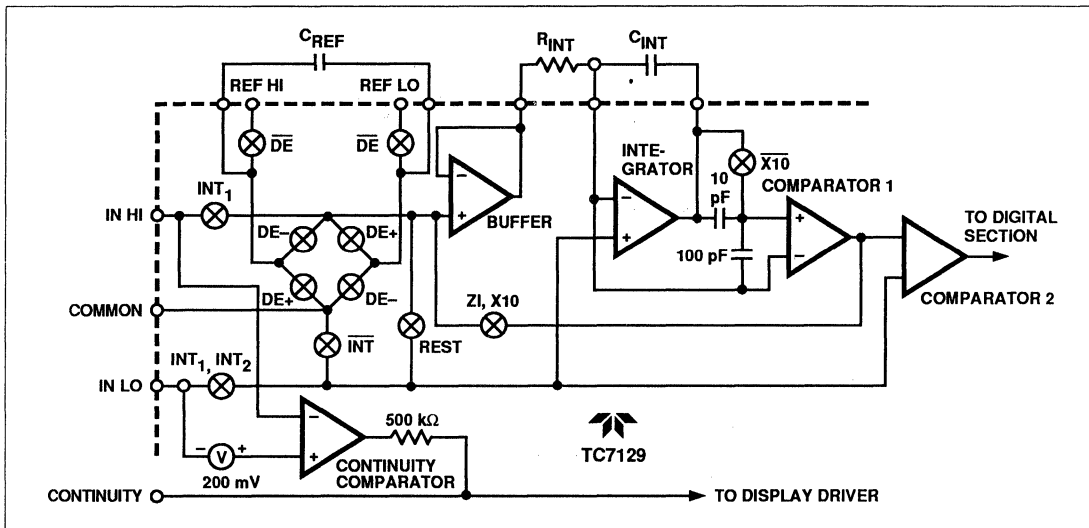 CREF
RINT
CINT
REF HI
REF LO
DE
DE
INTE-
GRATOR
X10
10
pF
COMPARATOR 1
INT1
IN HI
BUFFER
DE–
DE+
TO DIGITAL
SECTION
100 pF
DE+
DE–
COMPARATOR 2
ZI, X10
COMMON
INT
REST
INT1, INT2
IN LO
500 kΩ
TC7129
– V +
200 mV
CONTINUITY
COMPARATOR
CONTINUITY
TO DISPLAY DRIVER